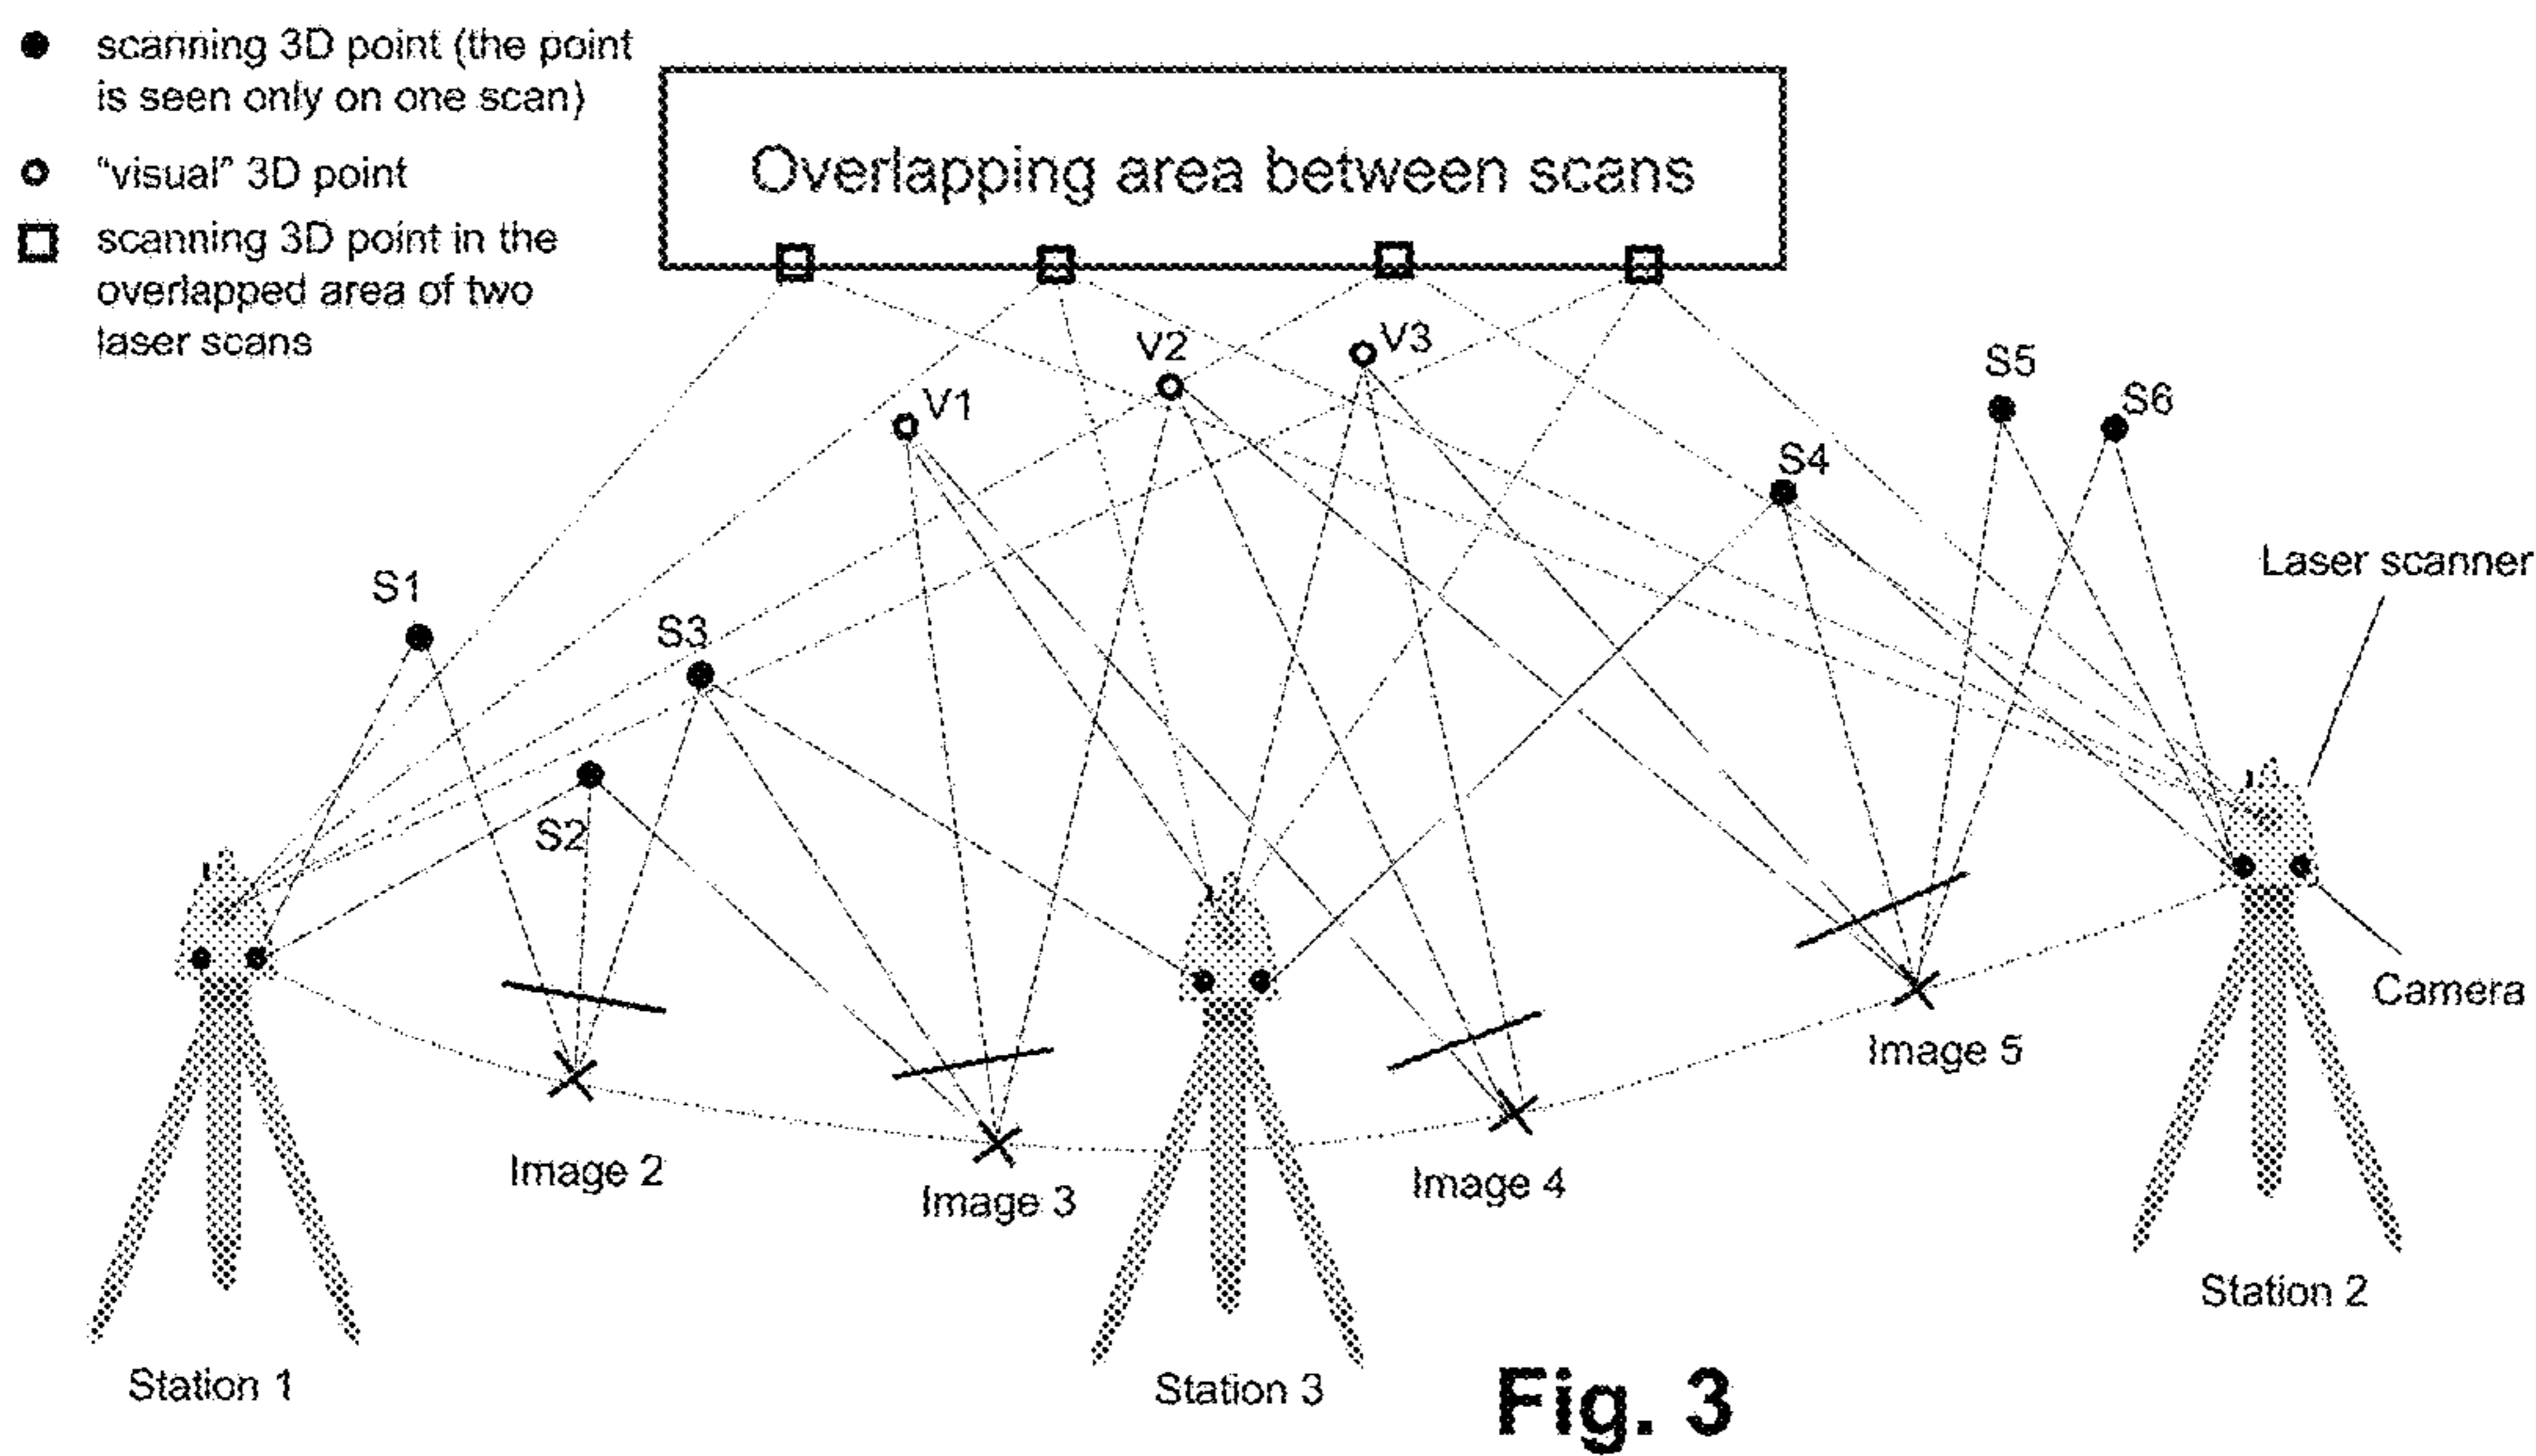 scanning 3D point (the point
is seen only on one scan)
"visual" 3D point
scanning 3D point in the
overlapped area of two
laser scans
Overlapping area between scans
V1
V2
V3
S5
S6
S4
S1
S3
S2
Laser scanner
Camera
Image 2
Image 3
Image 4
Image 5
Station 1
Station 3
Station 2
Fig. 3